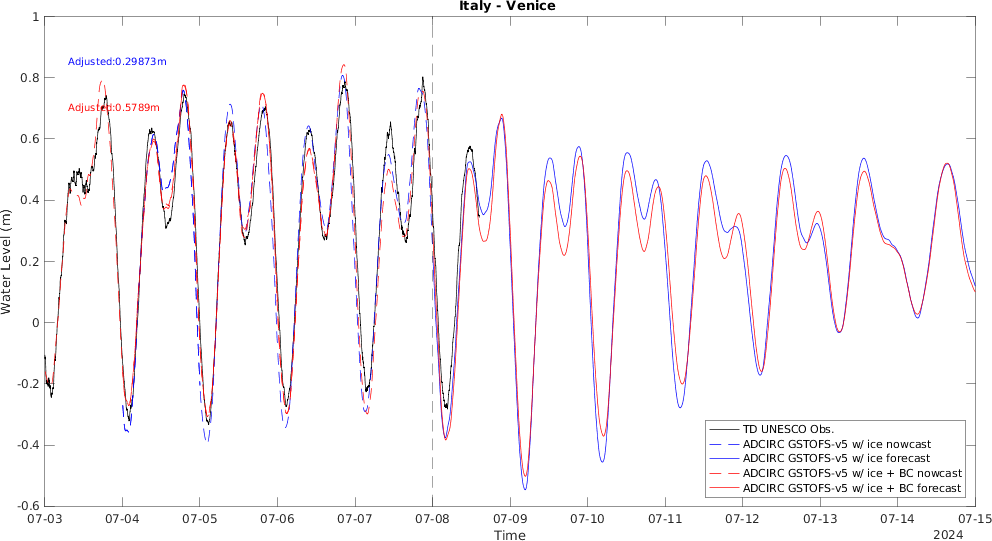 Italy - Venice
Adjusted:0.29873m
Adjusted:0.5789m
Water Level (m)
1
0.8
0.6
0.4
0.2
0
-0.2
-0.4
-0.6
TD UNESCO Obs.
ADCIRC GSTOFS-v5 w/ ice nowcast
ADCIRC GSTOFS-v5 w/ ice forecast
ADCIRC GSTOFS-v5 w/ ice + BC nowcast
ADCIRC GSTOFS-v5 w/ ice + BC forecast
07-03 07-04 07-05 07-06 07-07 07-08 07-09 07-10 07-11 07-12 07-13 07-14 07-15
Time
2024